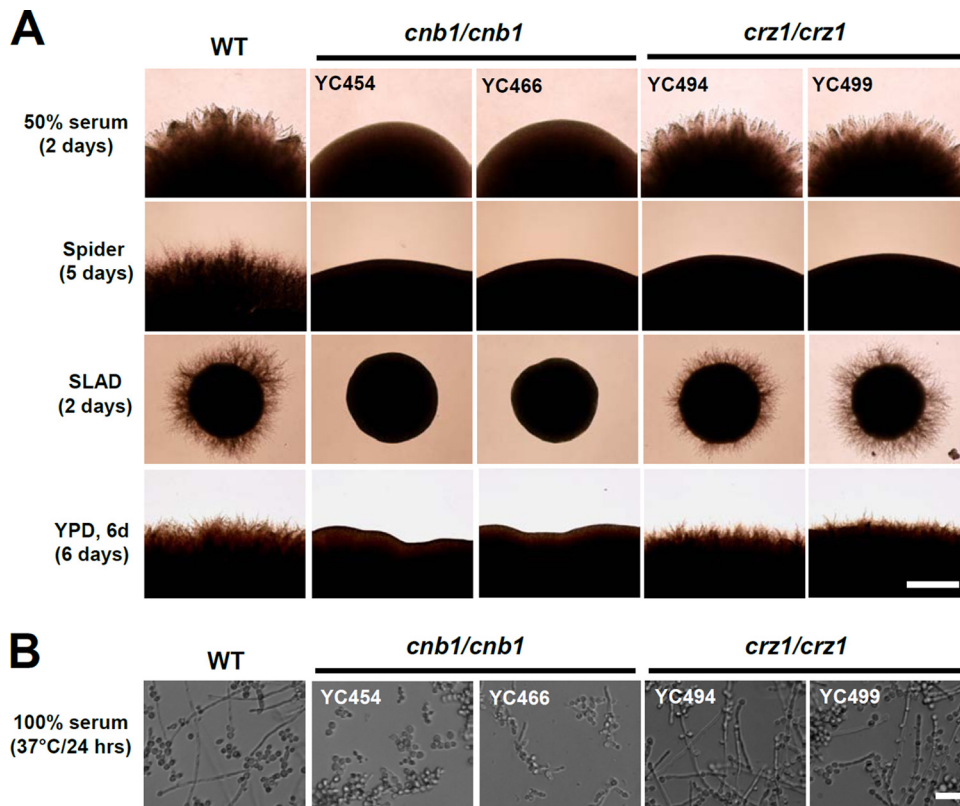 A
WT
cnb1/cnb1
crz1/crz1
YC454
YC466
YC494
YC499
50% serum
(2 days)
Spider
(5 days)
SLAD
(2 days)
YPD, 6d
(6 days)
B
WT
cnb1/cnb1
crz1/crz1
YC454
YC466
YC494
YC499
100% serum
(37°C/24 hrs)